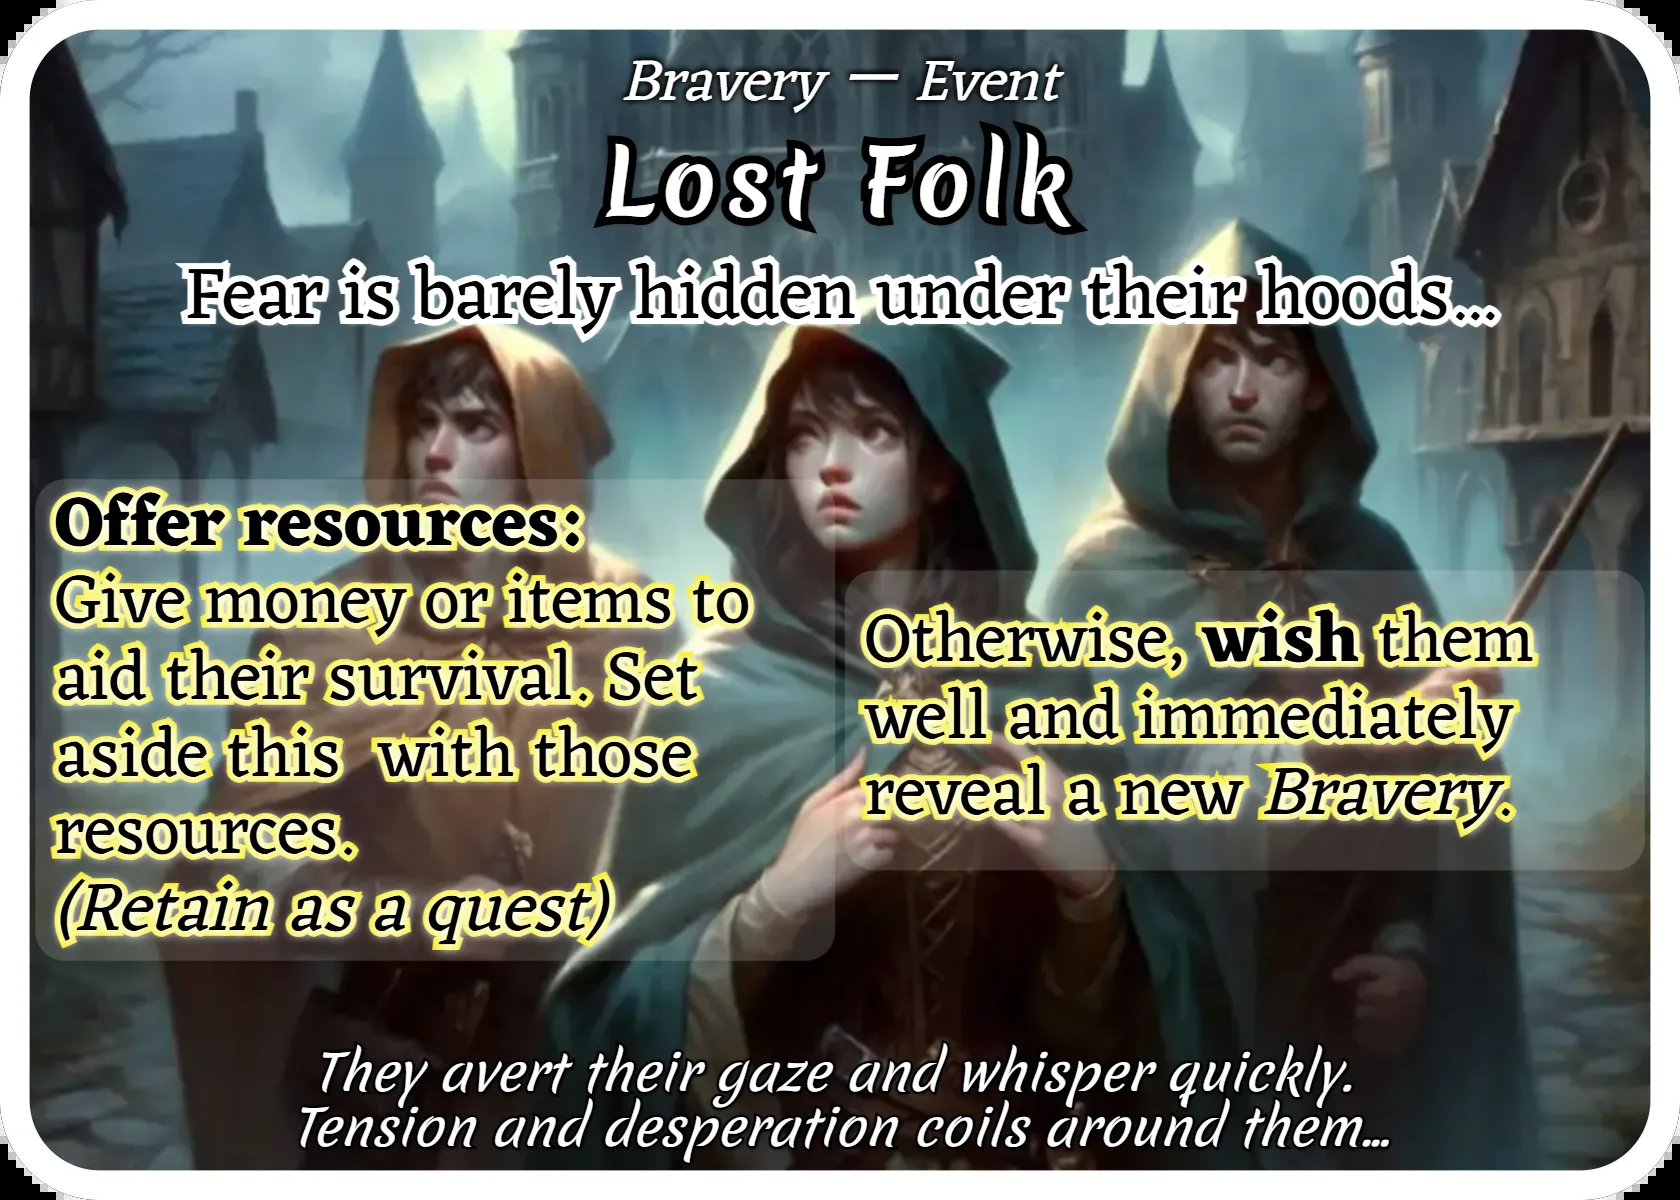 Bravery — Event
Lost Folk
Fear is barely hidden under their hoods...
Offer resources:
Give money or items to
aid their survival. Set
aside this  with those
resources.
(Retain as a quest)
Otherwise, wish them
well and immediately
reveal a new Bravery.
They avert their gaze and whisper quickly.
Tension and desperation coils around them...